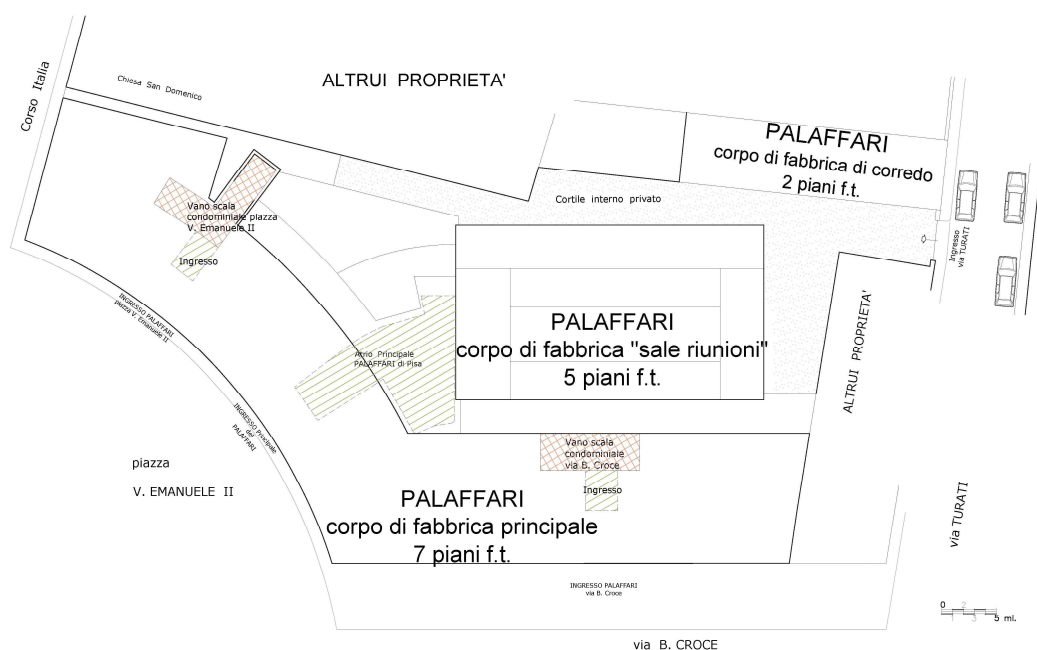 Corso Italia
Chiesa San Domenico
ALTRUI PROPRIETA'
PALAFFARI
corpo di fabbrica di corredo
2 piani f.t.
Cortile interno privato
Ingresso
via TURATI
Vano scala
condominiale piazza
V. Emanuele II
Ingresso
INGRESSO PALAFFARI
piazza V. Emanuele II
PALAFFARI
corpo di fabbrica "sale riunioni"
5 piani f.t.
Atrio Principale
PALAFFARI di Pisa
ALTRUI PROPRIETA'
INGRESSO Principale
del
PALAFFARI
Vano scala
condominiale
via B. Croce
Ingresso
piazza
V. EMANUELE II
PALAFFARI
corpo di fabbrica principale
7 piani f.t.
via TURATI
INGRESSO PALAFFARI
via B. Croce
0 2
1 3 5 ml.
via B. CROCE